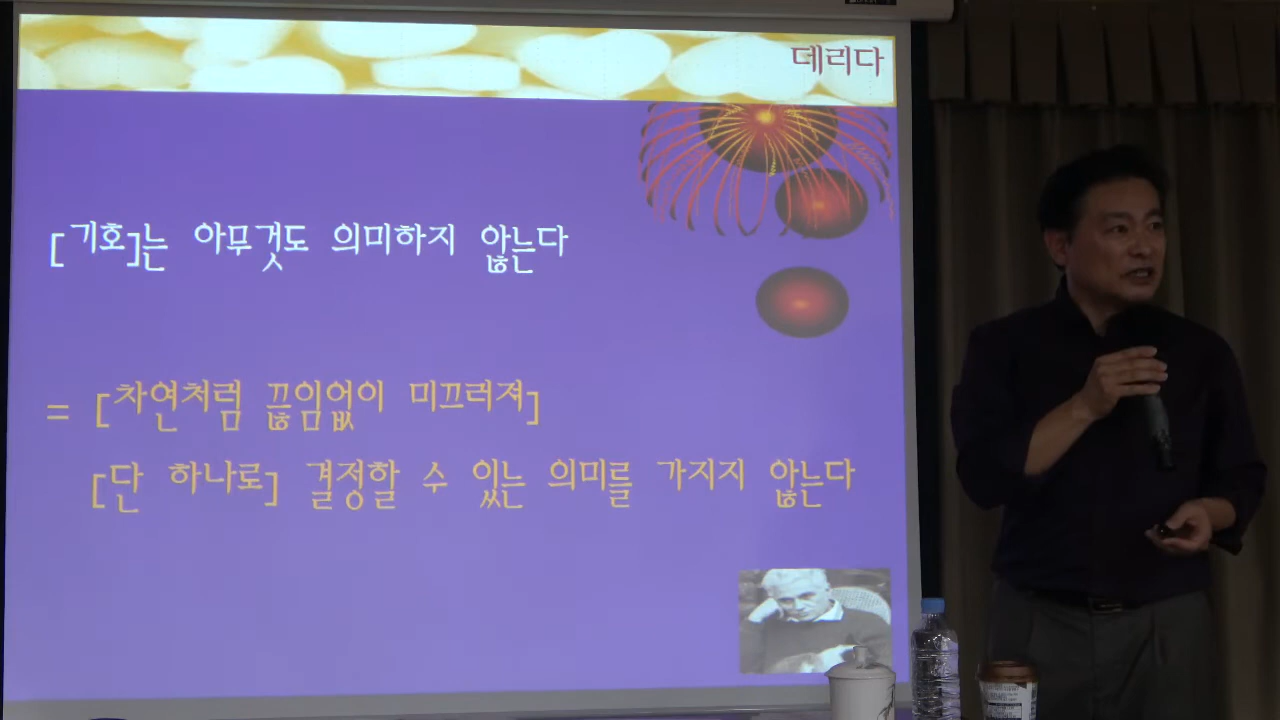 데리다
[기호]는 아무것도 의미하지 않는다
= [차연처럼 끊임없이 미끄러져]
[단 하나로] 결정할 수 있는 의미를 가지지 않는다